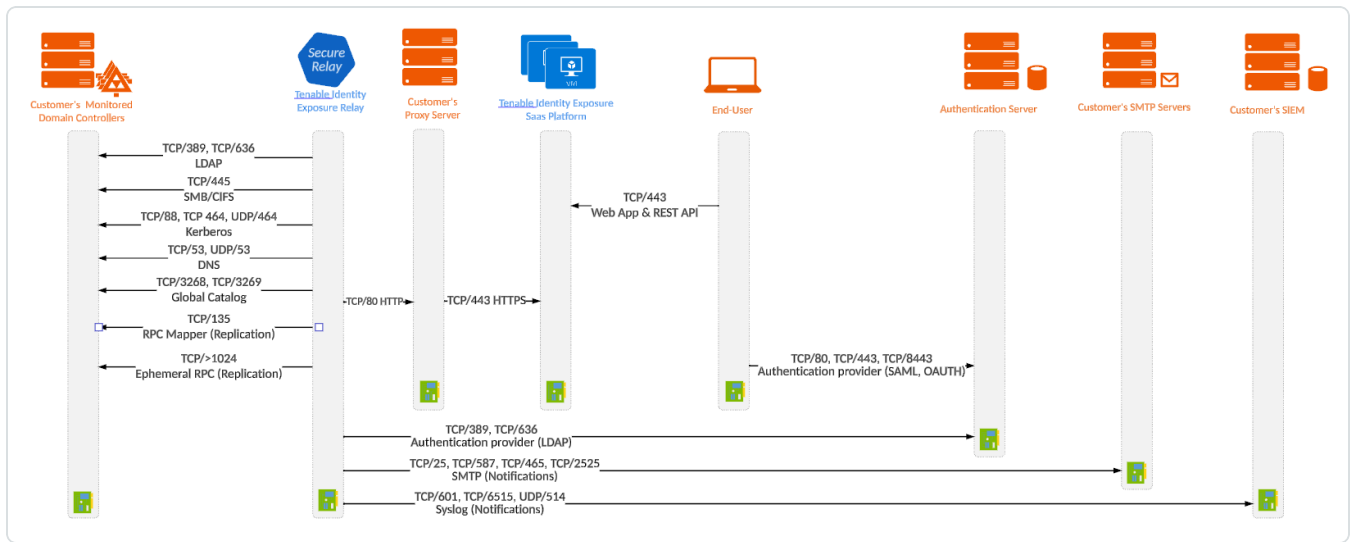 Secure
Relay
VM
Customer's Monitored
Domain Controllers
Tenable Identity
Exposure Relay
Customer's
Proxy Server
Tenable Identity Exposure
Saas Platform
End-User
Authentication Server
Customer's SMTP Servers
Customer's SIEM
TCP/389, TCP/636
LDAP
TCP/445
SMB/CIFS
TCP/88, TCP 464, UDP/464
Kerberos
TCP/53, UDP/53
DNS
TCP/3268, TCP/3269
Global Catalog
TCP/135
RPC Mapper (Replication)
TCP/>1024
Ephemeral RPC (Replication)
TCP/80 HTTP
TCP/443 HTTPS
TCP/443
Web App & REST API
TCP/80, TCP/443, TCP/8443
Authentication provider (SAML, OAUTH)
TCP/389, TCP/636
Authentication provider (LDAP)
TCP/25, TCP/587, TCP/465, TCP/2525
SMTP (Notifications)
TCP/601, TCP/6515, UDP/514
Syslog (Notifications)